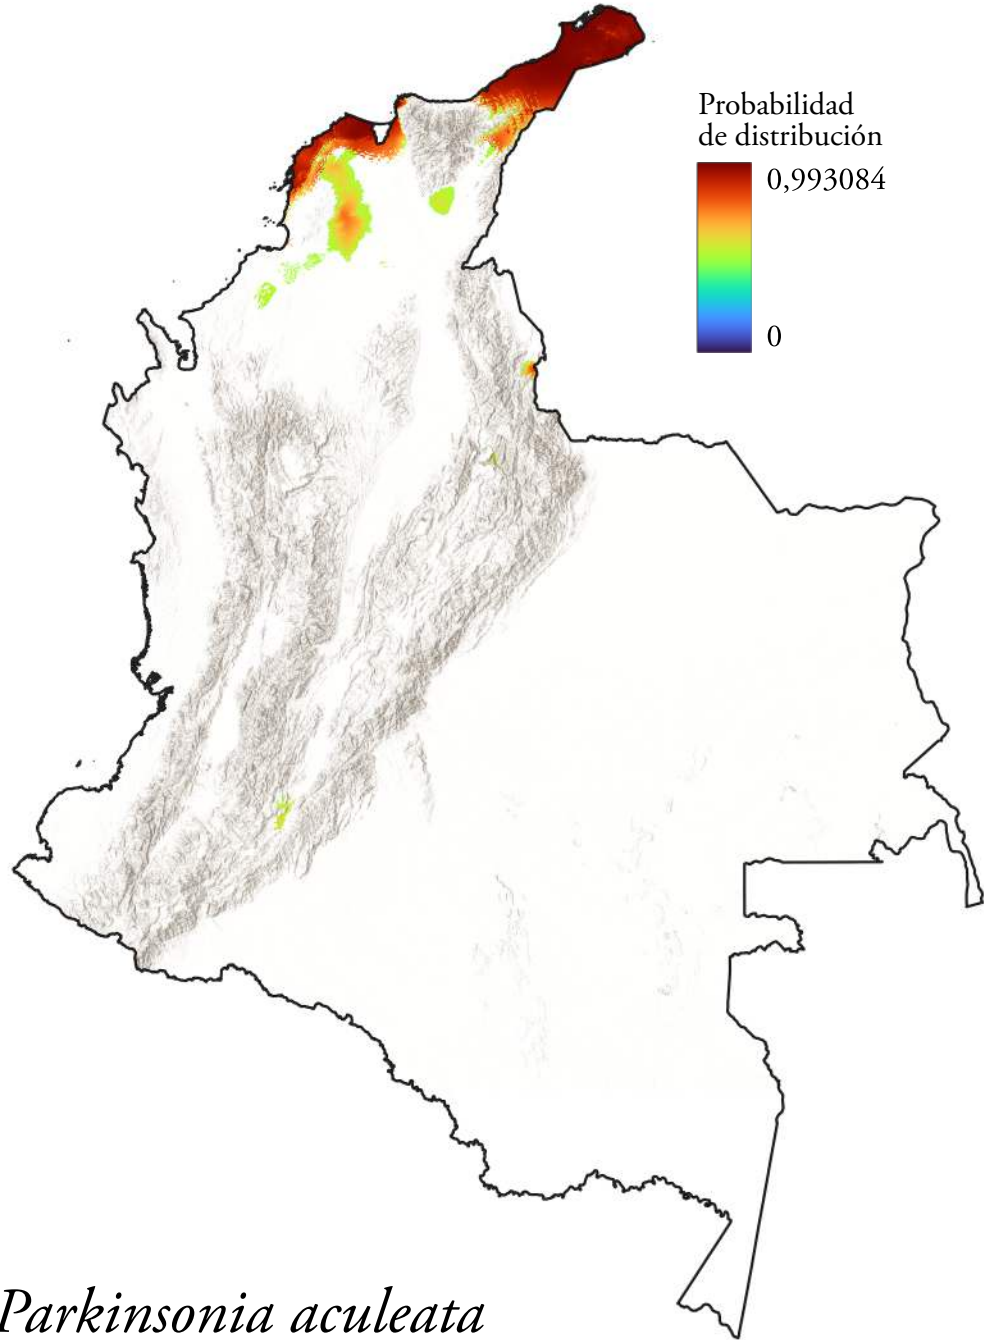 Probabilidad
de distribución
0,993084
0
Parkinsonia aculeata